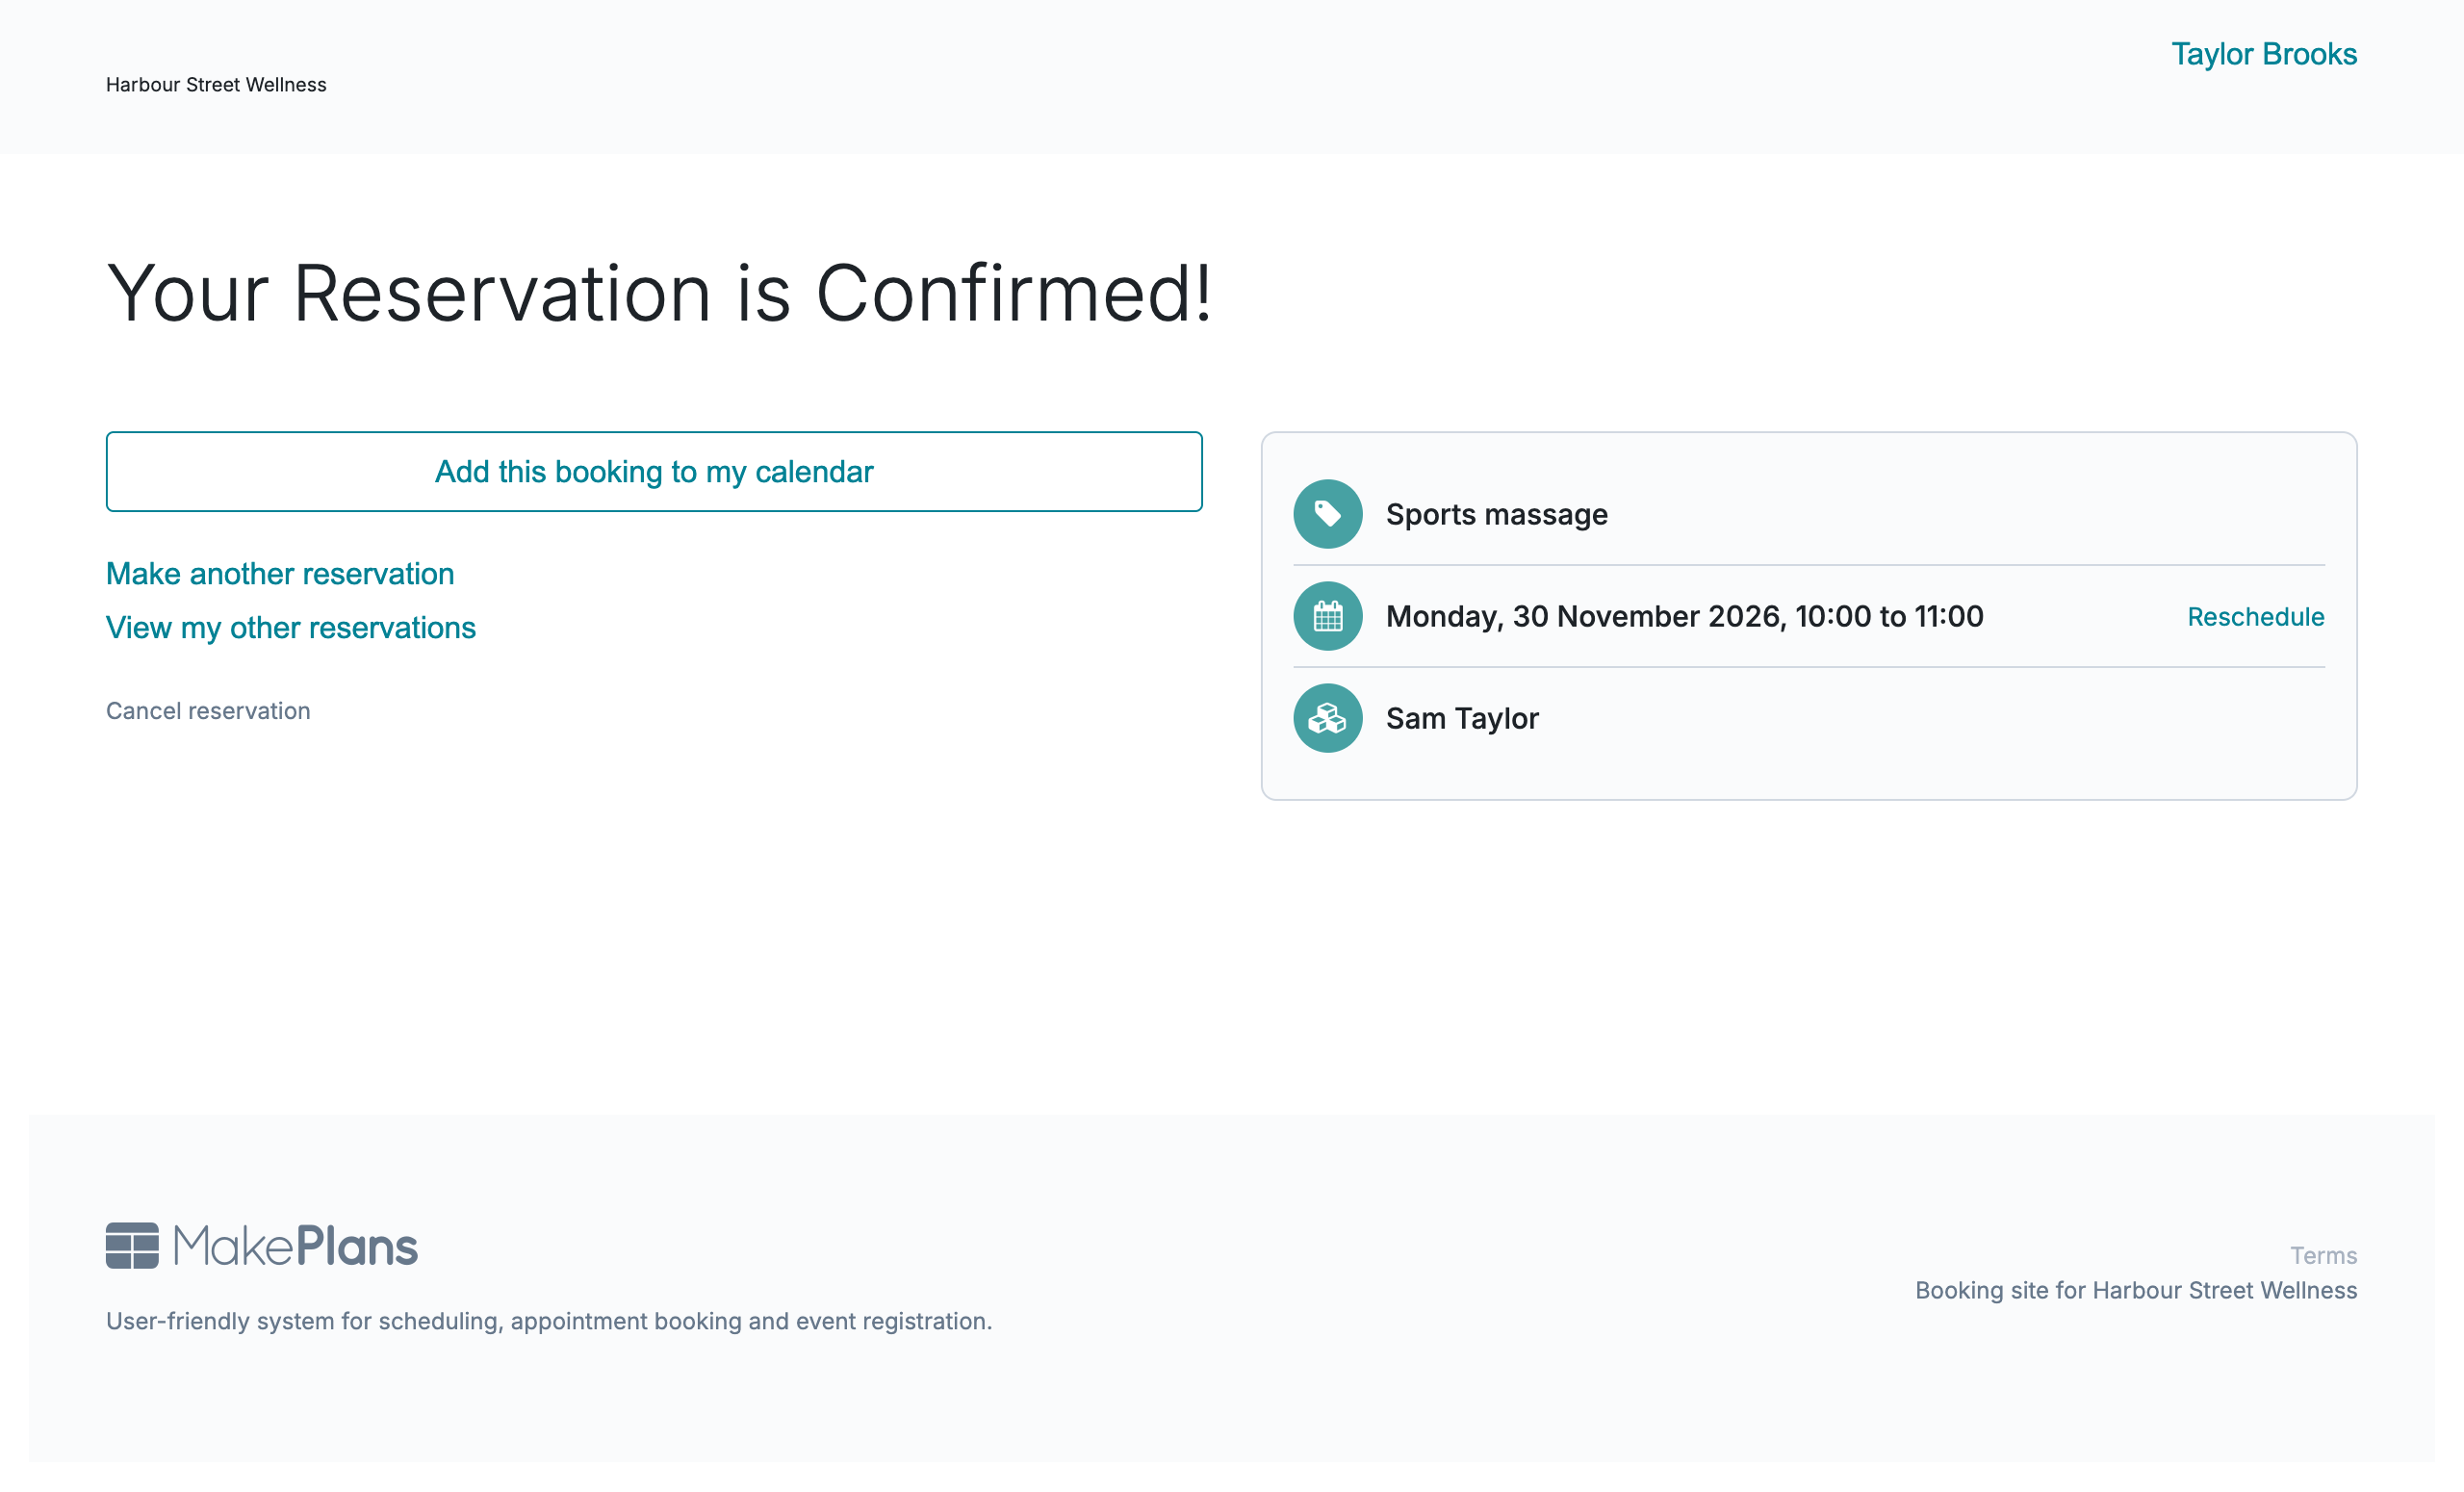 Harbour Street Wellness
Taylor Brooks
Your Reservation is Confirmed!
Add this booking to my calendar
Make another reservation
View my other reservations
Cancel reservation
Sports massage
Monday, 30 November 2026, 10:00 to 11:00
Reschedule
Sam Taylor
MakePlans
User-friendly system for scheduling, appointment booking and event registration.
Terms
Booking site for Harbour Street Wellness